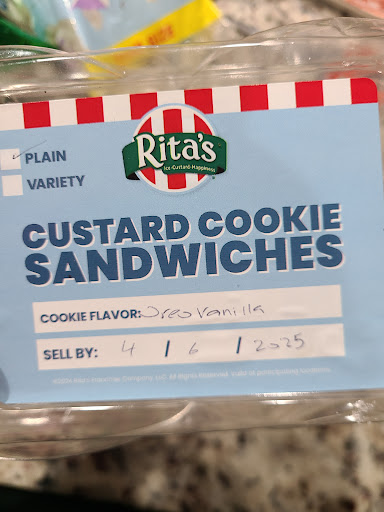 Rita's
Ice·Custard·Happiness
PLAIN
VARIETY
CUSTARD COOKIE
SANDWICHES
COOKIE FLAVOR: Oreo Vanilla
SELL BY: 4 / 6 / 2025